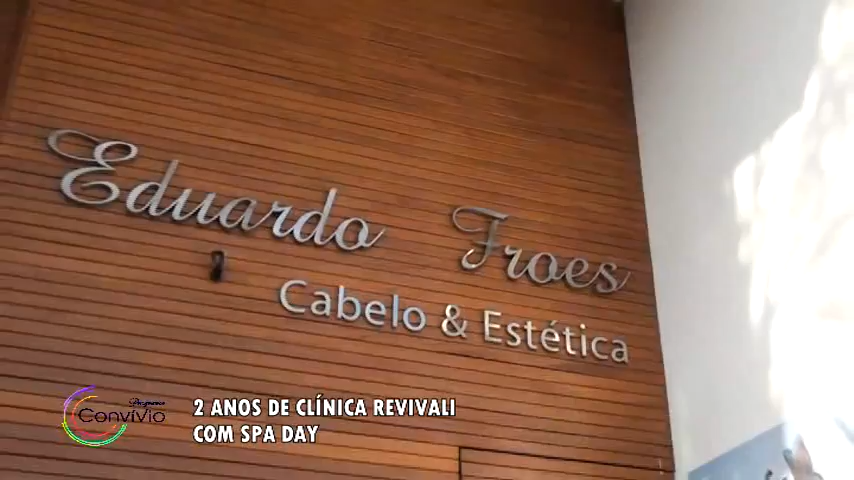 Eduardo Froes
Cabelo & Estética
Programa
Convívio
2 ANOS DE CLÍNICA REVIVALI
COM SPA DAY